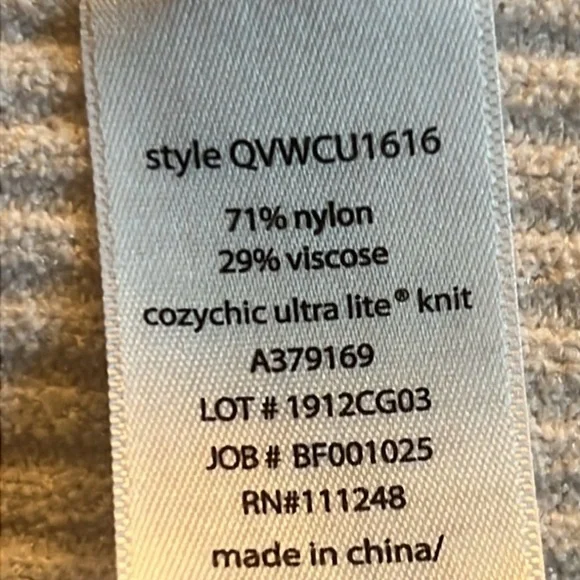 style QVWCU1616
71% nylon
29% viscose
cozychic ultra lite® knit
A379169
LOT # 1912CG03
JOB # BF001025
RN#111248
made in china/